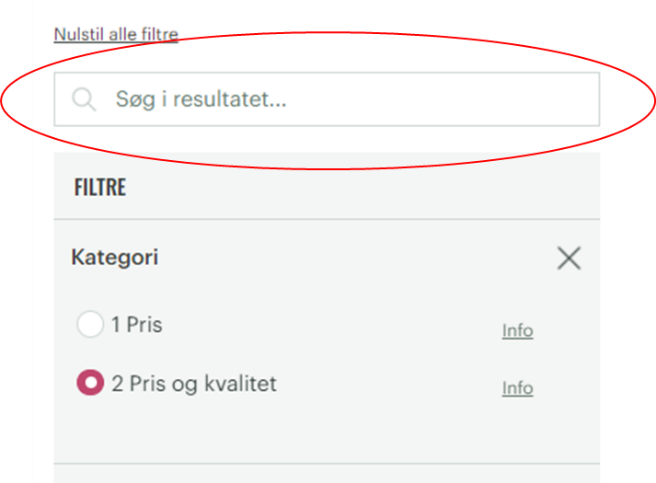 Nulstil alle filtre
Søg i resultatet...
FILTRE
Kategori
1 Pris Info
2 Pris og kvalitet Info